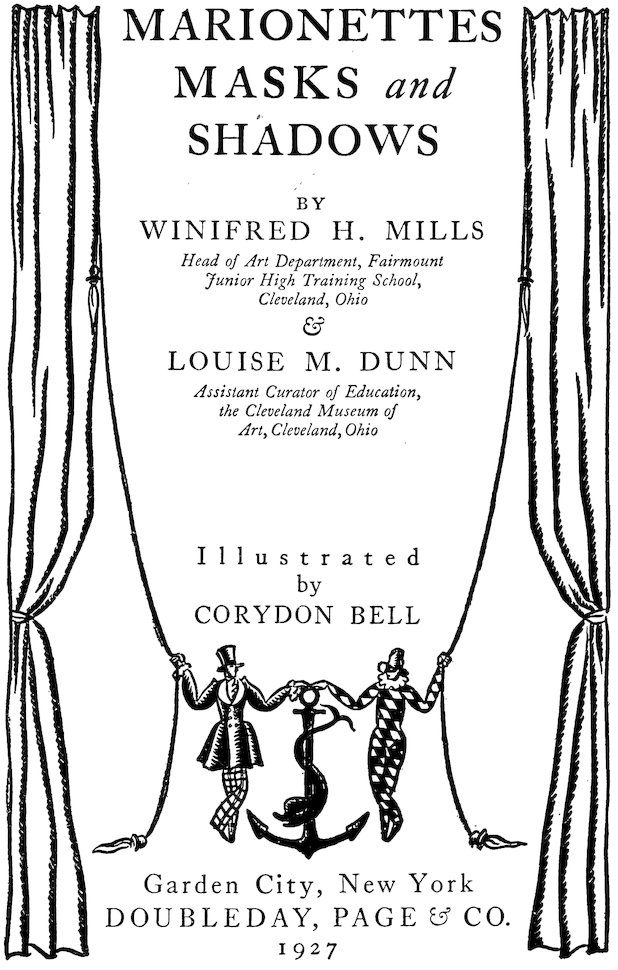 MARIONETTES
MASKS and
SHADOWS
BY
WINIFRED H. MILLS
Head of Art Department, Fairmount
Junior High Training School,
Cleveland, Ohio
&
LOUISE M. DUNN
Assistant Curator of Education,
the Cleveland Museum of
Art, Cleveland, Ohio
Illustrated
by
CORYDON BELL
Garden City, New York
DOUBLEDAY, PAGE & CO.
1927